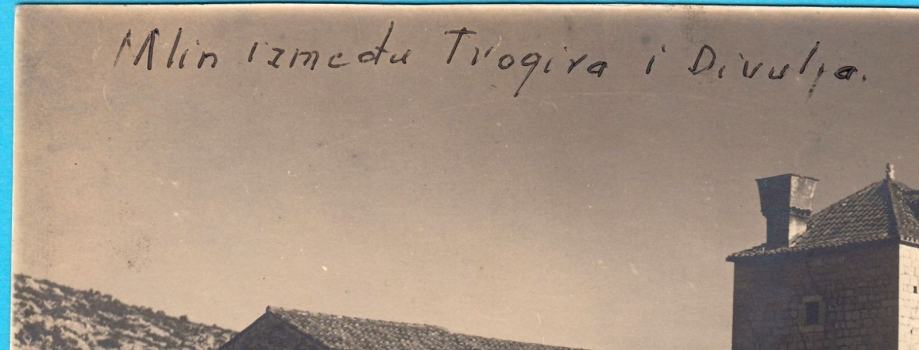 Mlin između Trogira i Divulja.